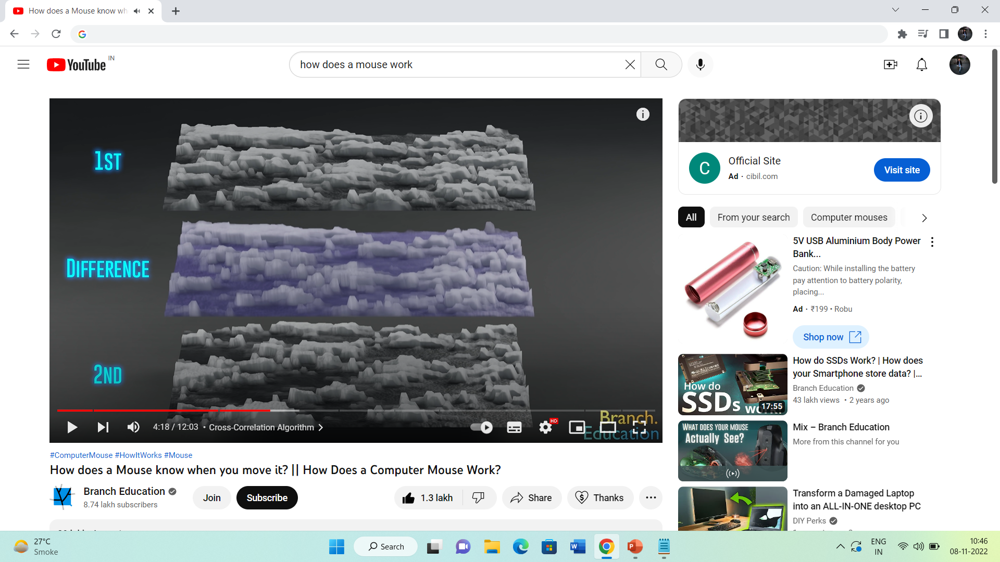 How does a Mouse know wh
YouTube IN
how does a mouse work
1ST
DIFFERENCE
2ND
Branch.
Education
4:18 / 12:03 • Cross-Correlation Algorithm
HD
#ComputerMouse #HowItWorks #Mouse
How does a Mouse know when you move it? || How Does a Computer Mouse Work?
Branch Education
8.74 lakh subscribers
Join
Subscribe
1.3 lakh
Share
Thanks
C
Official Site
Ad · cibil.com
Visit site
All
From your search
Computer mouses
5V USB Aluminium Body Power
Bank...
Caution: While installing the battery
pay attention to battery polarity,
placing...
Ad · ₹199 • Robu
Shop now
How do
SSDs
17:55
How do SSDs Work? | How does
your Smartphone store data? |...
Branch Education
43 lakh views • 2 years ago
WHAT DOES YOUR MOUSE
Actually See?
Mix – Branch Education
More from this channel for you
Transform a Damaged Laptop
into an ALL-IN-ONE desktop PC
DIY Perks
27°C
Smoke
Search
W
P
ENG
IN
10:46
08-11-2022